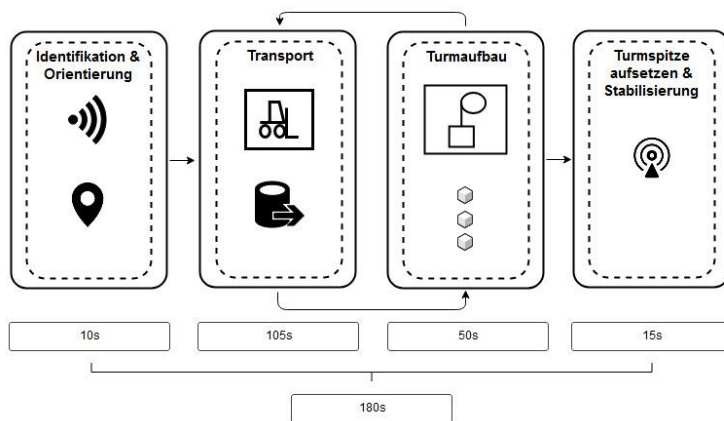 Identifikation &
Orientierung
Transport
Turmaufbau
Turmspitze
aufsetzen &
Stabilisierung
10s
105s
50s
15s
180s